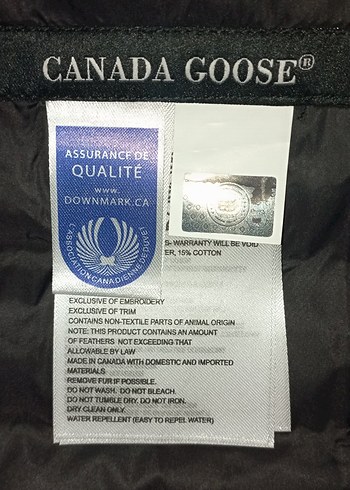 CANADA GOOSE®
ASSURANCE DE
QUALITÉ
www.
DOWNMARK.CA
L'ASSOCIATION CANADIENNE DE DUVET
S- WARRANTY WILL BE VOID
ER, 15% COTTON
EXCLUSIVE OF EMBROIDERY
EXCLUSIVE OF TRIM
CONTAINS NON-TEXTILE PARTS OF ANIMAL ORIGIN
NOTE: THIS PRODUCT CONTAINS AN AMOUNT
OF FEATHERS NOT EXCEEDING THAT
ALLOWABLE BY LAW
MADE IN CANADA WITH DOMESTIC AND IMPORTED
MATERIALS
REMOVE FUR IF POSSIBLE.
DO NOT WASH. DO NOT BLEACH.
DO NOT TUMBLE DRY. DO NOT IRON.
DRY CLEAN ONLY.
WATER REPELLENT (EASY TO REPEL WATER)